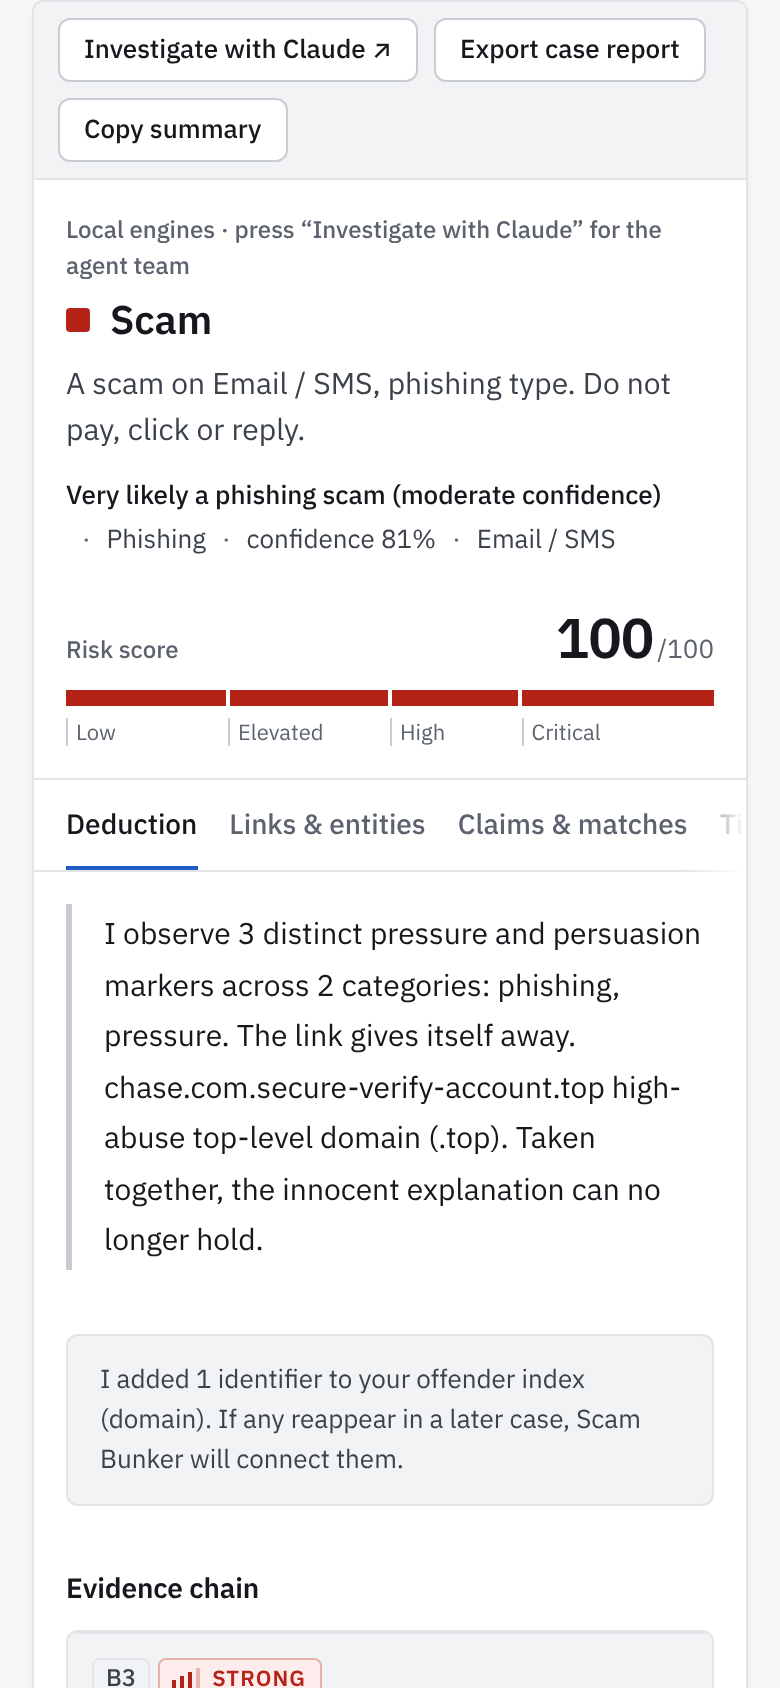 Investigate with Claude ↗ Export case report
Copy summary
Local engines · press “Investigate with Claude” for the
agent team
Scam
A scam on Email / SMS, phishing type. Do not
pay, click or reply.
Very likely a phishing scam (moderate confidence)
· Phishing · confidence 81% · Email / SMS
Risk score 100/100
Low Elevated High Critical
Deduction Links & entities Claims & matches
I observe 3 distinct pressure and persuasion
markers across 2 categories: phishing,
pressure. The link gives itself away.
chase.com.secure-verify-account.top high-
abuse top-level domain (.top). Taken
together, the innocent explanation can no
longer hold.
I added 1 identifier to your offender index
(domain). If any reappear in a later case, Scam
Bunker will connect them.
Evidence chain
B3 STRONG